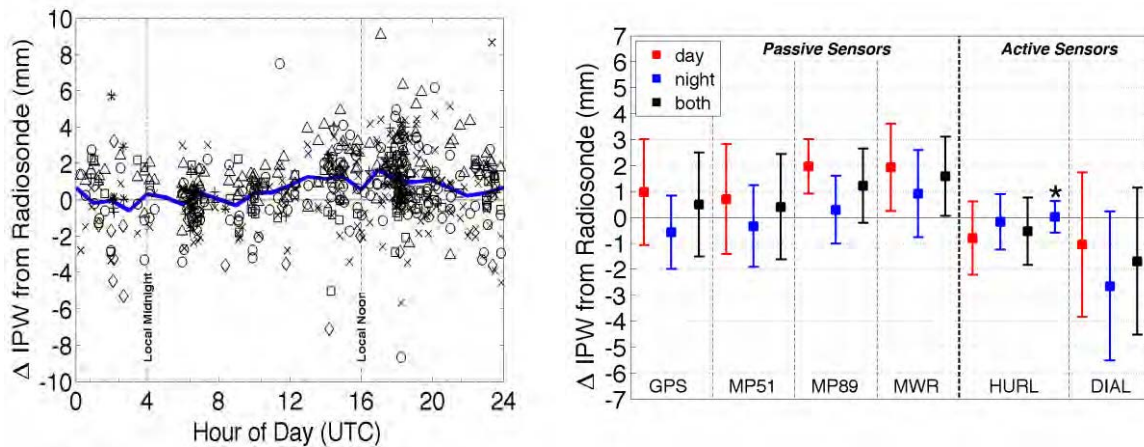 Δ IPW from Radiosonde (mm)
10
8
6
4
2
0
-2
-4
-6
-8
-10
Local Midnight
Local Noon
0 4 8 12 16 20 24
Hour of Day (UTC)
Δ IPW from Radiosonde (mm)
7
6
5
4
3
2
1
0
-1
-2
-3
-4
-5
-6
-7
day
night
both
Passive Sensors Active Sensors
*
GPS MP51 MP89 MWR HURL DIAL